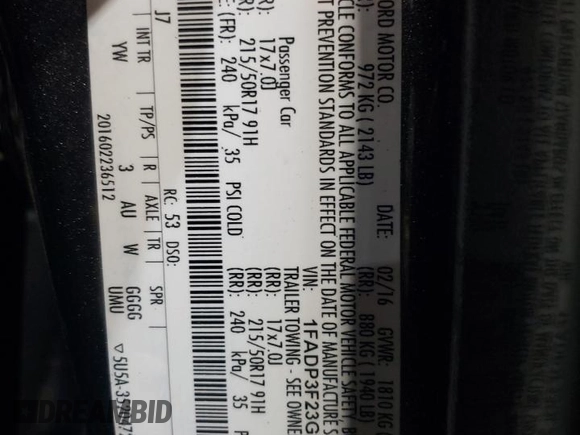 FORD MOTOR CO.
DATE: 02/16 GVWR: 1810 KG (
972 KG ( 2143 LB) (RR): 880 KG ( 1940 LB)
CLE CONFORMS TO ALL APPLICABLE FEDERAL MOTOR VEHICLE SAFETY, B
T PREVENTION STANDARDS IN EFFECT ON THE DATE OF MANUFACTURE S
VIN: 1FADP3F23G
Passenger Car TRAILER TOWING - SEE OWNE
17x7.0J (RR): 17x7.0J
R): 215/50R17 91H (RR): 215/50R17 91H
E: (FR): 240 kPa/ 35 PSI COLD (RR): 240 kPa/ 35 P
RC: 53 DSO:
J7
INT TR TP/PS R AXLE TR SPR
YW 3 AU W GGGG
201602236512 UMU
5U5A-3520472
DREAMBID